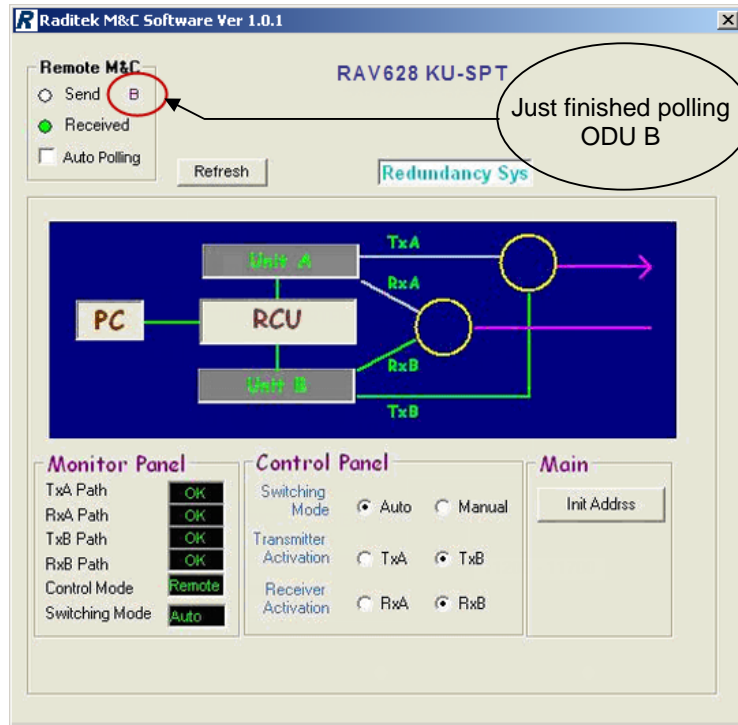 Raditek M&C Software Ver 1.0.1
Remote M&C
Send B
Received
Auto Polling
Refresh
RAV628 KU-SPT
Redundancy Sys
Just finished polling
ODU B
Unit A
TxA
RxA
PC
RCU
RxB
Unit B
TxB
Monitor Panel
TxA Path OK
RxA Path OK
TxB Path OK
RxB Path OK
Control Mode Remote
Switching Mode Auto
Control Panel
Switching
Mode Auto Manual
Transmitter
Activation TxA TxB
Receiver
Activation RxA RxB
Main
Init Addrss